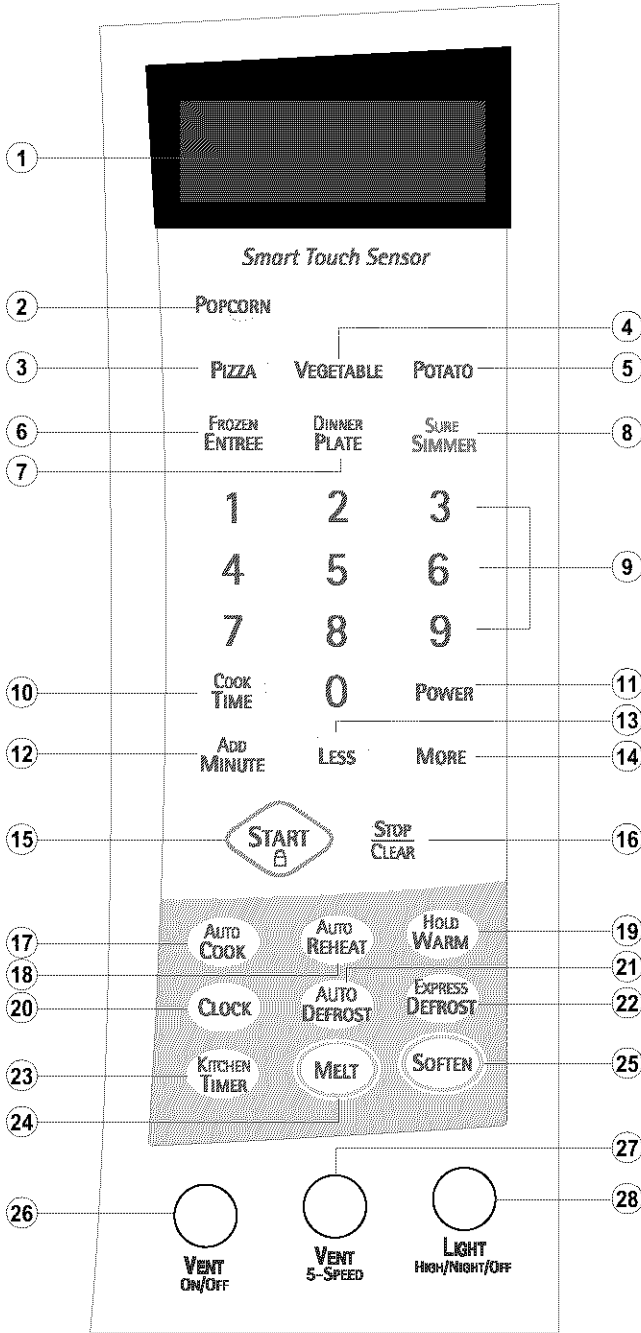 1
Smart Touch Sensor
2 POPCORN 4
3 PIZZA VEGETABLE POTATO 5
6 FROZEN ENTREE DINNER PLATE SURE SIMMER 8
7
1 2 3
4 5 6 9
7 8 9
10 COOK TIME 0 POWER 11
13
12 ADD MINUTE LESS MORE 14
15 START STOP CLEAR 16
17 AUTO COOK AUTO REHEAT HOLD WARM 19
18 21
20 CLOCK AUTO DEFROST EXPRESS DEFROST 22
23 KITCHEN TIMER MELT SOFTEN 25
24
27
26 28
VENT ON/OFF VENT 5-SPEED LIGHT HIGH/NIGHT/OFF